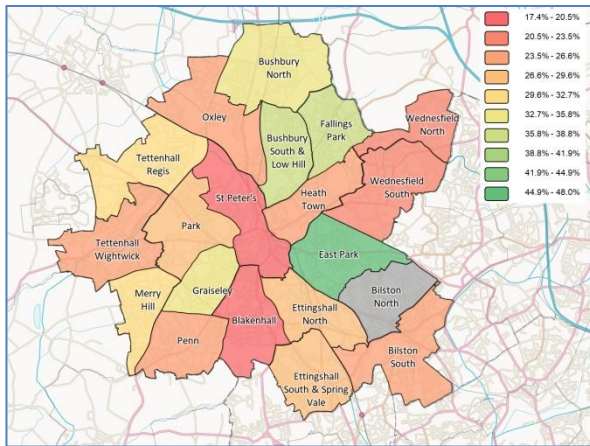 17.4% - 20.5%
20.5% - 23.5%
23.5% - 26.6%
26.6% - 29.6%
29.6% - 32.7%
32.7% - 35.8%
35.8% - 38.8%
38.8% - 41.9%
41.9% - 44.9%
44.9% - 48.0%
Bushbury
North
Oxley
Fallings
Park
Wednesfield
North
Bushbury
South &
Low Hill
Tettenhall
Regis
St Peter's
Heath
Town
Wednesfield
South
Park
Tettenhall
Wightwick
East Park
Merry
Hill
Graiseley
Bilston
North
Blakenhall
Ettingshall
North
Penn
Bilston
South
Ettingshall
South & Spring
Vale